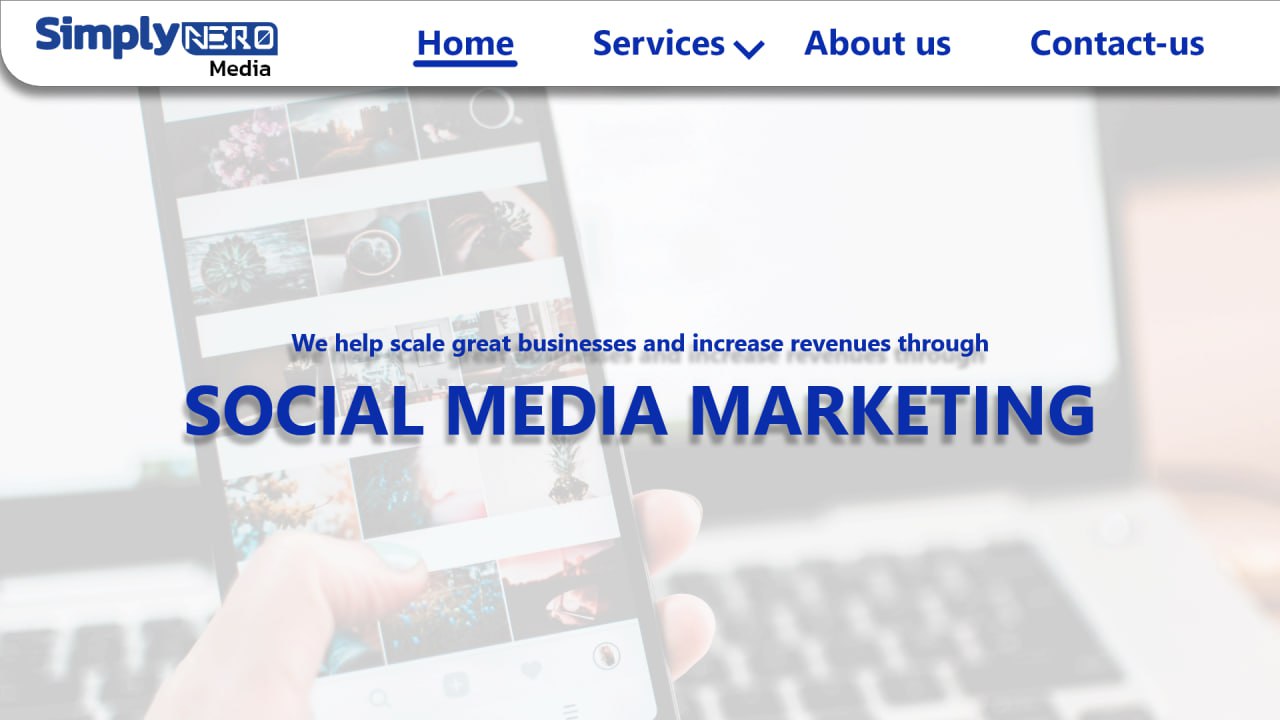 Simply NERO
Media
Home
Services
About us
Contact-us
We help scale great businesses and increase revenues through
SOCIAL MEDIA MARKETING